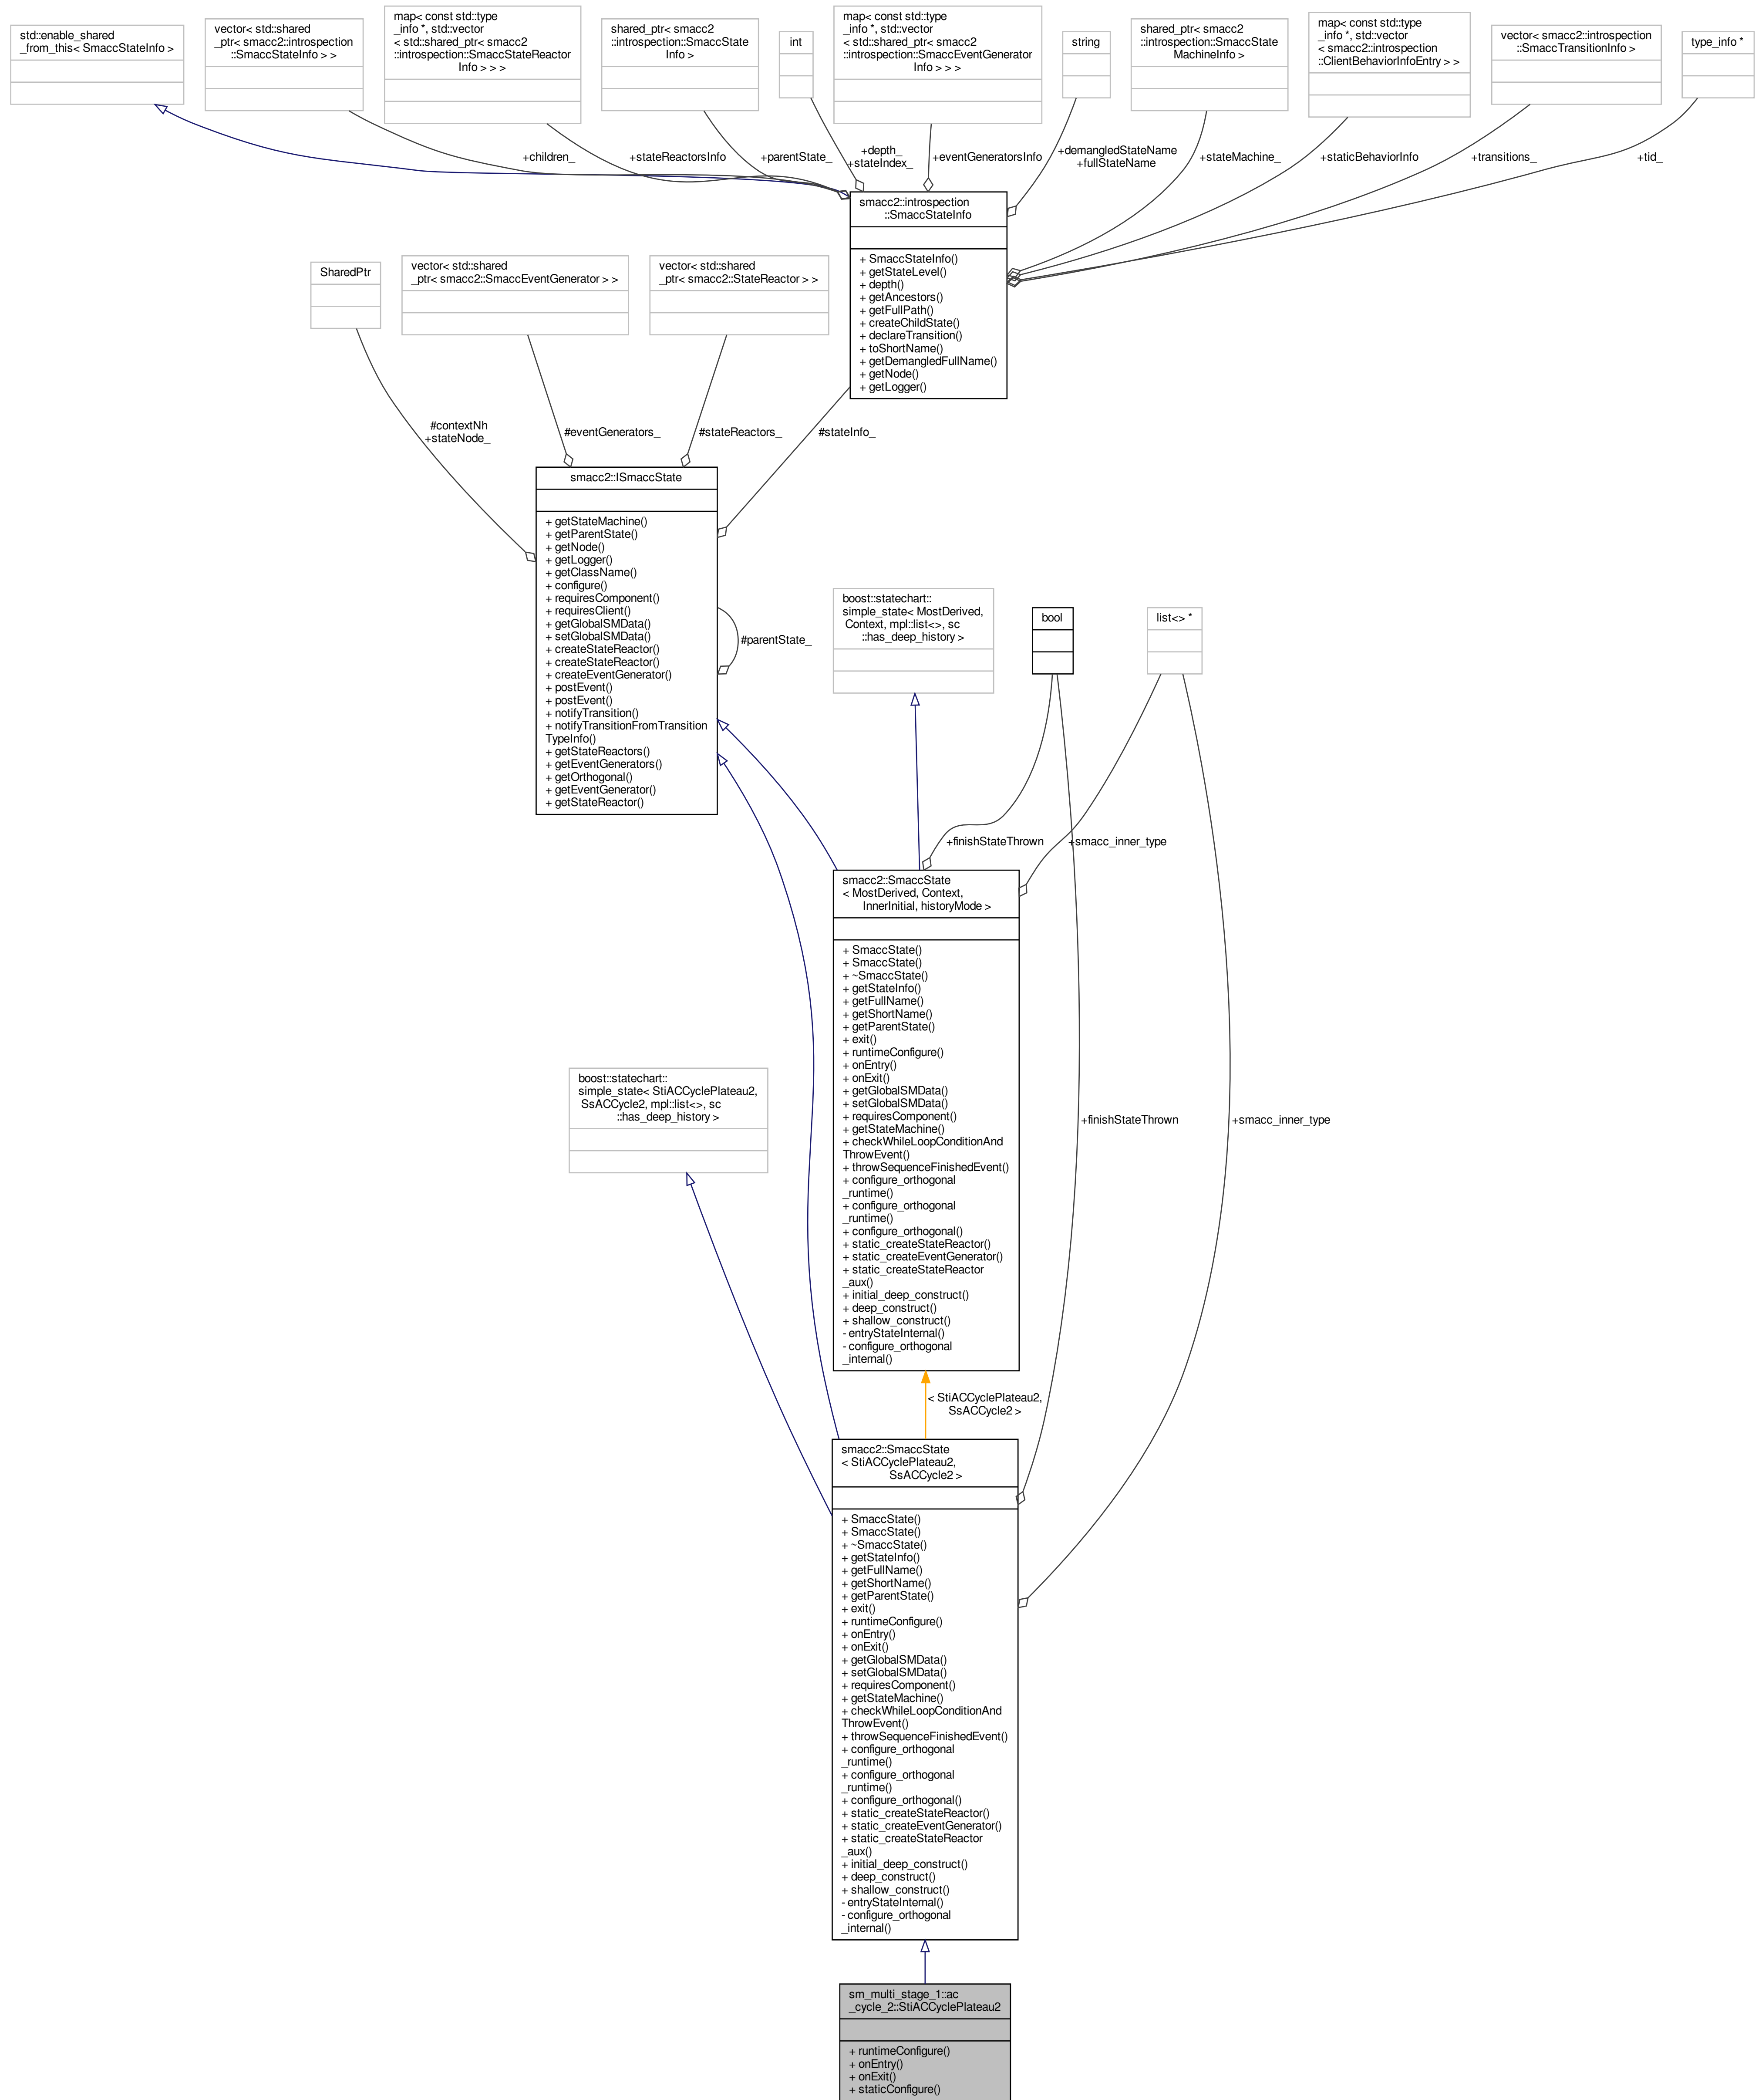 std::enable_shared
_from_this< SmaccStateInfo >
vector< std::shared
_ptr< smacc2::introspection
::SmaccStateInfo > >
map< const std::type
_info *, std::vector
< std::shared_ptr< smacc2
::introspection::SmaccStateReactor
Info > > >
shared_ptr< smacc2
::introspection::SmaccState
Info >
int
map< const std::type
_info *, std::vector
< std::shared_ptr< smacc2
::introspection::SmaccEventGenerator
Info > > >
string
shared_ptr< smacc2
::introspection::SmaccState
MachineInfo >
map< const std::type
_info *, std::vector
< smacc2::introspection
::ClientBehaviorInfoEntry > >
vector< smacc2::introspection
::SmaccTransitionInfo >
type_info *
+children_
+stateReactorsInfo
+parentState_
+depth_
+stateIndex_
+eventGeneratorsInfo
+demangledStateName
+fullStateName
+stateMachine_
+staticBehaviorInfo
+transitions_
+tid_
smacc2::introspection
::SmaccStateInfo
+ SmaccStateInfo()
+ getStateLevel()
+ depth()
+ getAncestors()
+ getFullPath()
+ createChildState()
+ declareTransition()
+ toShortName()
+ getDemangledFullName()
+ getNode()
+ getLogger()
SharedPtr
vector< std::shared
_ptr< smacc2::SmaccEventGenerator > >
vector< std::shared
_ptr< smacc2::StateReactor > >
#contextNh
+stateNode_
#eventGenerators_
#stateReactors_
#stateInfo_
smacc2::ISmaccState
+ getStateMachine()
+ getParentState()
+ getNode()
+ getLogger()
+ getClassName()
+ configure()
+ requiresComponent()
+ requiresClient()
+ getGlobalSMData()
+ setGlobalSMData()
+ createStateReactor()
+ createStateReactor()
+ createEventGenerator()
+ postEvent()
+ postEvent()
+ notifyTransition()
+ notifyTransitionFromTransition
TypeInfo()
+ getStateReactors()
+ getEventGenerators()
+ getOrthogonal()
+ getEventGenerator()
+ getStateReactor()
#parentState_
boost::statechart::
simple_state< MostDerived,
Context, mpl::list<>, sc
::has_deep_history >
bool
list<> *
+finishStateThrown
+smacc_inner_type
smacc2::SmaccState
< MostDerived, Context,
InnerInitial, historyMode >
+ SmaccState()
+ SmaccState()
+ ~SmaccState()
+ getStateInfo()
+ getFullName()
+ getShortName()
+ getParentState()
+ exit()
+ runtimeConfigure()
+ onEntry()
+ onExit()
+ getGlobalSMData()
+ setGlobalSMData()
+ requiresComponent()
+ getStateMachine()
+ checkWhileLoopConditionAnd
ThrowEvent()
+ throwSequenceFinishedEvent()
+ configure_orthogonal
_runtime()
+ configure_orthogonal
_runtime()
+ configure_orthogonal()
+ static_createStateReactor()
+ static_createEventGenerator()
+ static_createStateReactor
_aux()
+ initial_deep_construct()
+ deep_construct()
+ shallow_construct()
- entryStateInternal()
- configure_orthogonal
_internal()
boost::statechart::
simple_state< StiACCyclePlateau2,
SsACCycle2, mpl::list<>, sc
::has_deep_history >
+finishStateThrown
+smacc_inner_type
< StiACCyclePlateau2,
SsACCycle2 >
smacc2::SmaccState
< StiACCyclePlateau2,
SsACCycle2 >
+ SmaccState()
+ SmaccState()
+ ~SmaccState()
+ getStateInfo()
+ getFullName()
+ getShortName()
+ getParentState()
+ exit()
+ runtimeConfigure()
+ onEntry()
+ onExit()
+ getGlobalSMData()
+ setGlobalSMData()
+ requiresComponent()
+ getStateMachine()
+ checkWhileLoopConditionAnd
ThrowEvent()
+ throwSequenceFinishedEvent()
+ configure_orthogonal
_runtime()
+ configure_orthogonal
_runtime()
+ configure_orthogonal()
+ static_createStateReactor()
+ static_createEventGenerator()
+ static_createStateReactor
_aux()
+ initial_deep_construct()
+ deep_construct()
+ shallow_construct()
- entryStateInternal()
- configure_orthogonal
_internal()
sm_multi_stage_1::ac
_cycle_2::StiACCyclePlateau2
+ runtimeConfigure()
+ onEntry()
+ onExit()
+ staticConfigure()